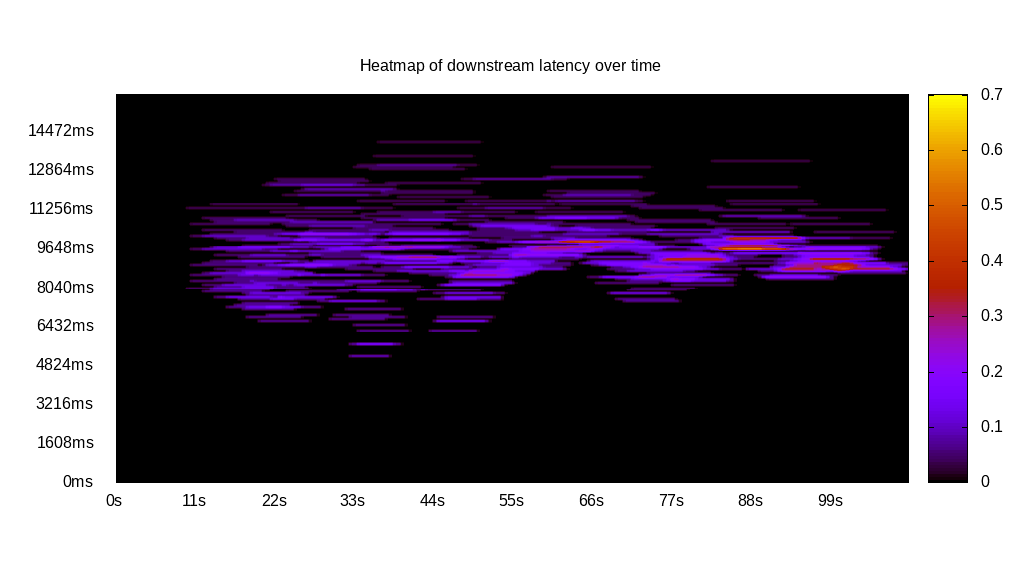 Heatmap of downstream latency over time
14472ms
12864ms
11256ms
9648ms
8040ms
6432ms
4824ms
3216ms
1608ms
0ms
0s 11s 22s 33s 44s 55s 66s 77s 88s 99s
0.7
0.6
0.5
0.4
0.3
0.2
0.1
0